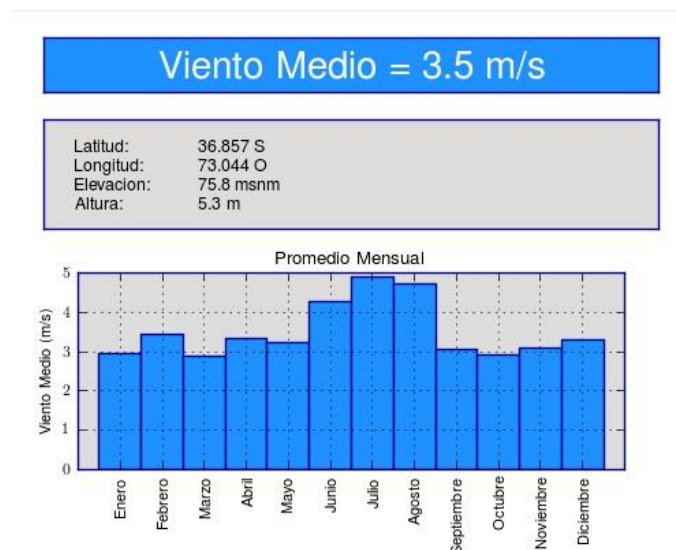 Viento Medio = 3.5 m/s
Latitud: 36.857 S
Longitud: 73.044 O
Elevacion: 75.8 msnm
Altura: 5.3 m
Promedio Mensual
5
4
3
2
1
0
Viento Medio (m/s)
Enero
Febrero
Marzo
Abril
Mayo
Junio
Julio
Agosto
Septiembre
Octubre
Noviembre
Diciembre